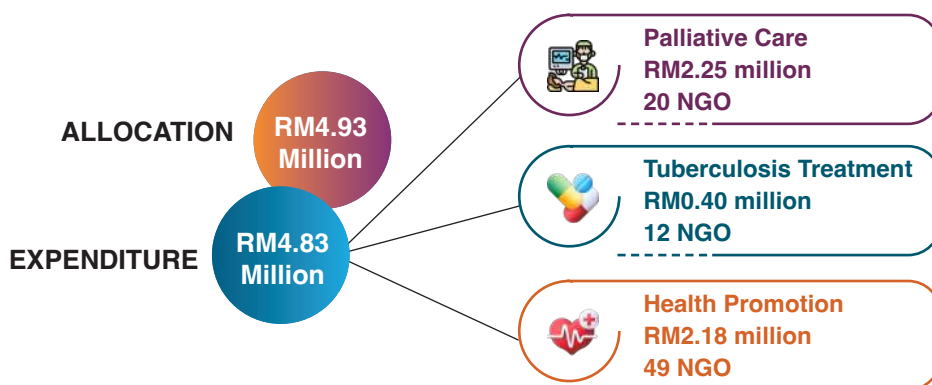 ALLOCATION
RM4.93
Million
EXPENDITURE
RM4.83
Million
Palliative Care
RM2.25 million
20 NGO
Tuberculosis Treatment
RM0.40 million
12 NGO
Health Promotion
RM2.18 million
49 NGO